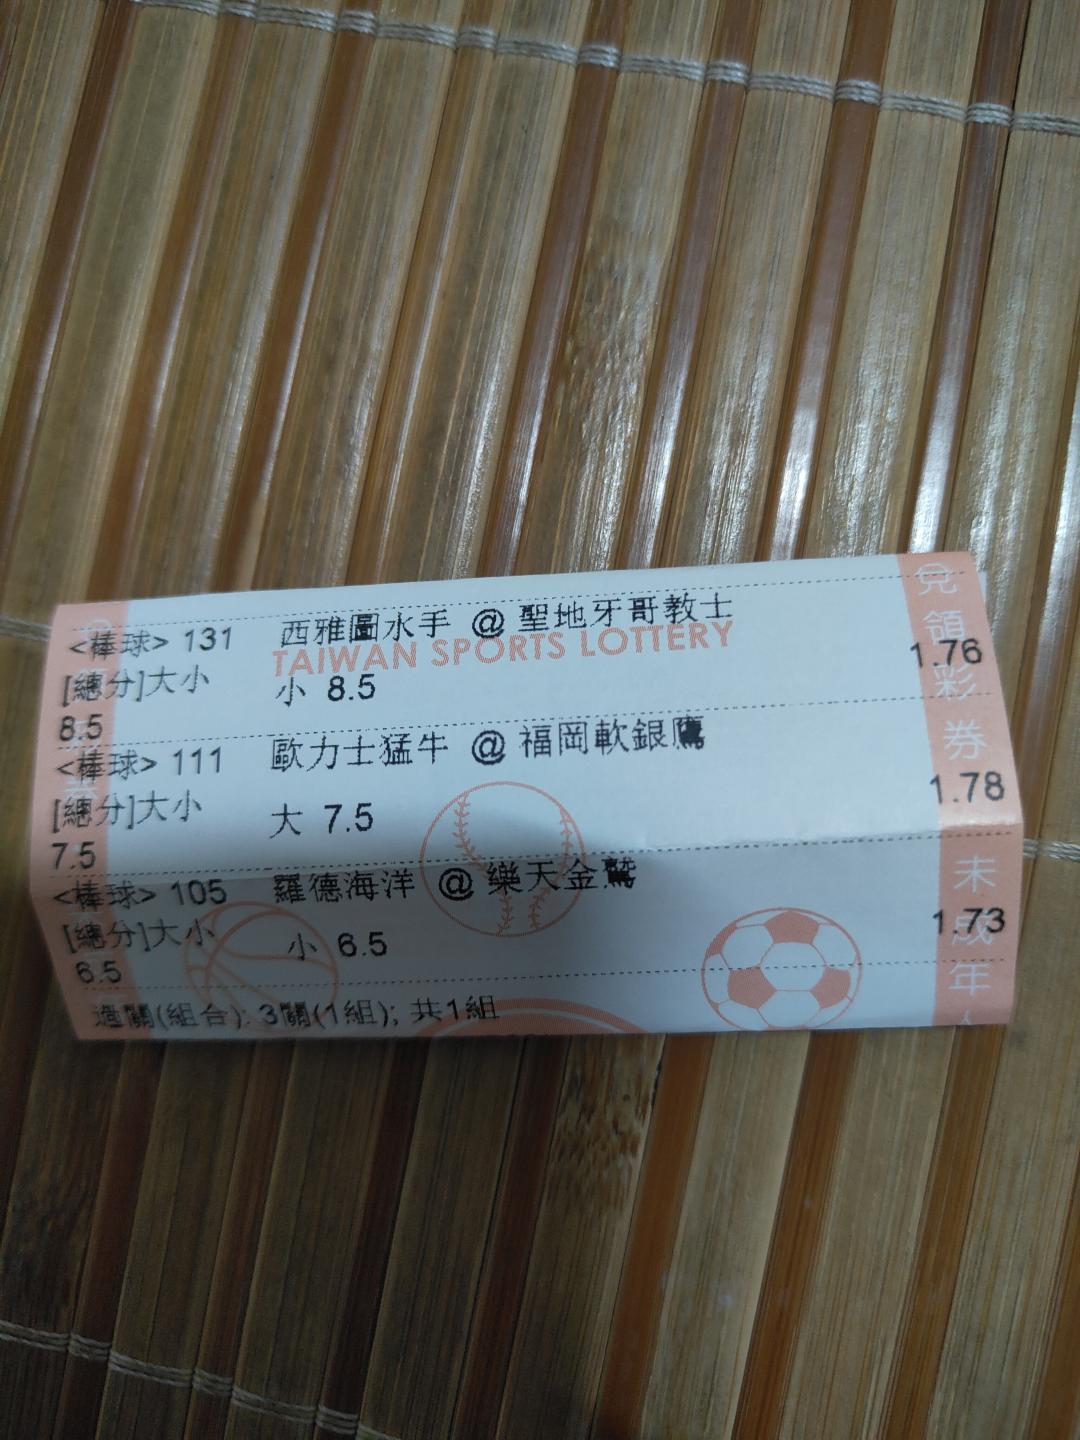 <棒球> 131 西雅圖水手 @ 聖地牙哥教士
TAIWAN SPORTS LOTTERY
[總分]大小 小 8.5 1.76
8.5
<棒球> 111 歐力士猛牛 @ 福岡軟銀鷹
[總分]大小 大 7.5 1.78
7.5
<棒球> 105 羅德海洋 @ 樂天金鷲
[總分]大小 小 6.5 1.73
6.5
過關(組合): 3關(1組); 共1組
領彩券
未成年